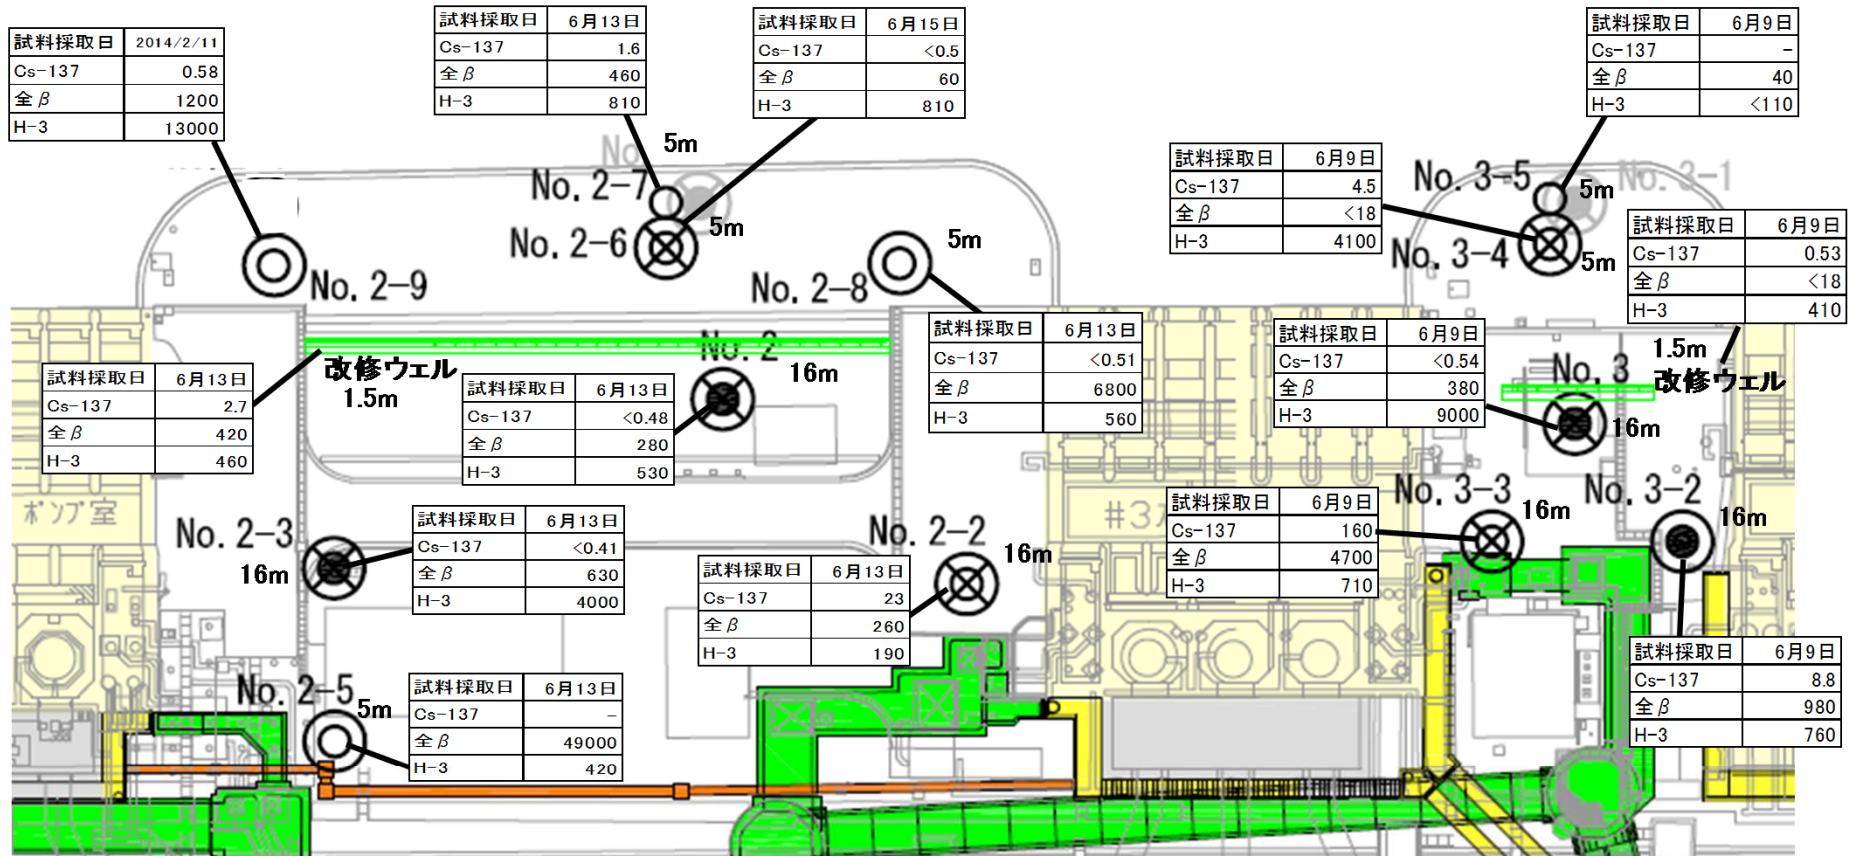 試料採取日 2014/2/11
Cs-137 0.58
全β 1200
H-3 13000
試料採取日 6月13日
Cs-137 1.6
全β 460
H-3 810
試料採取日 6月15日
Cs-137 <0.5
全β 60
H-3 810
試料採取日 6月9日
Cs-137 -
全β 40
H-3 <110
試料採取日 6月9日
Cs-137 4.5
全β <18
H-3 4100
試料採取日 6月9日
Cs-137 0.53
全β <18
H-3 410
No
5m
No. 2-7
No. 2-6
5m
No. 2-9
No. 2-8
5m
No. 3-5
5m
No. 3-1
No. 3-4
5m
試料採取日 6月13日
Cs-137 <0.51
全β 6800
H-3 560
試料採取日 6月9日
Cs-137 <0.54
全β 380
H-3 9000
No. 2
16m
改修ウェル
1.5m
1.5m
改修ウェル
No. 3
16m
試料採取日 6月13日
Cs-137 2.7
全β 420
H-3 460
試料採取日 6月13日
Cs-137 <0.48
全β 280
H-3 530
ポンプ室
No. 2-3
16m
試料採取日 6月13日
Cs-137 <0.41
全β 630
H-3 4000
No. 2-2
16m
試料採取日 6月13日
Cs-137 23
全β 260
H-3 190
#3
No. 3-3
16m
No. 3-2
16m
試料採取日 6月9日
Cs-137 160
全β 4700
H-3 710
試料採取日 6月9日
Cs-137 8.8
全β 980
H-3 760
No. 2-5
5m
試料採取日 6月13日
Cs-137 -
全β 49000
H-3 420